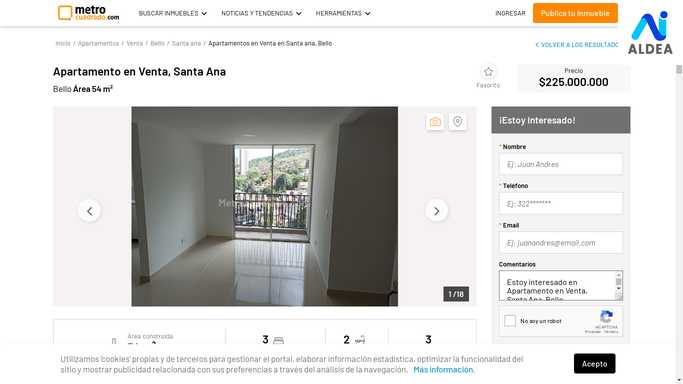 metro
cuadrado.com
BUSCAR INMUEBLES
NOTICIAS Y TENDENCIAS
HERRAMIENTAS
INGRESAR
Publica tu Inmueble
ALDEA
Inicio / Apartamentos / Venta / Bello / Santa ana / Apartamentos en Venta en Santa ana, Bello
VOLVER A LOS RESULTADO
Apartamento en Venta, Santa Ana
Bello Área 54 m²
Favorito
Precio
$225.000.000
1 /18
¡Estoy Interesado!
* Nombre
Ej: Juan Andres
* Teléfono
Ej: 322*******
* Email
Ej: juanandres@email.com
Comentarios
Estoy interesado en
Apartamento en Venta,
Santa Ana, Bello
No soy un robot
reCAPTCHA
Privacidad - Términos
Área construida
3
2
3
Utilizamos 'cookies' propias y de terceros para gestionar el portal, elaborar información estadística, optimizar la funcionalidad del
sitio y mostrar publicidad relacionada con sus preferencias a través del análisis de la navegación. Más información.
Acepto